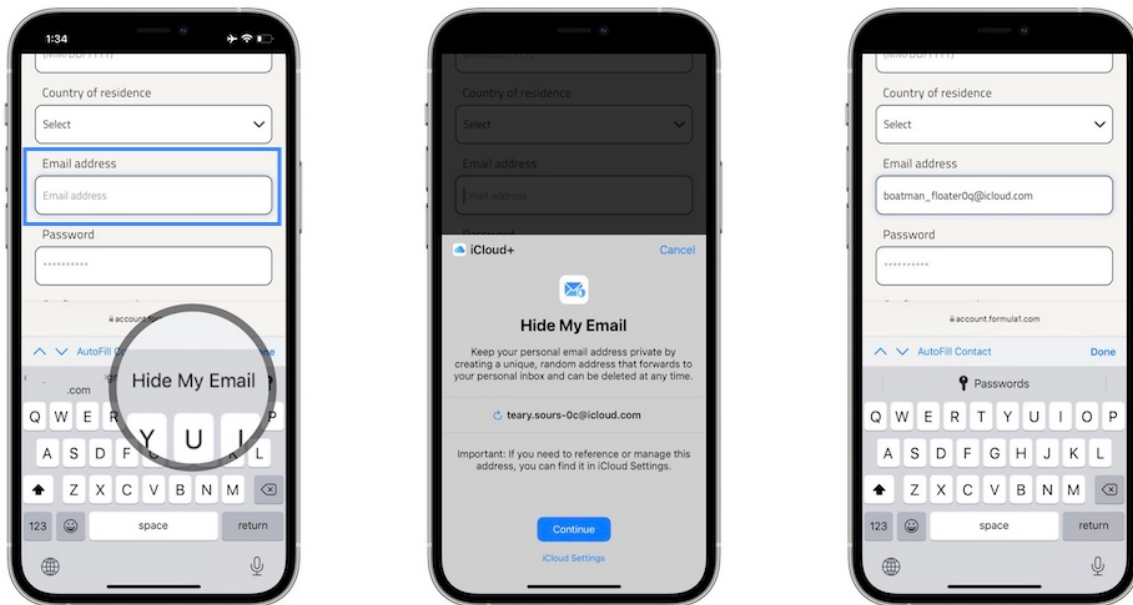 1:34
Country of residence
Select
Email address
Email address
Password
AutoFill
.com
Hide My Email
Q W E R
P
Y U I
A S D F
K L
Z X C V B N M
123
space
return
Country of residence
Select
Email address
Email address
iCloud+
Cancel
Hide My Email
Keep your personal email address private by
creating a unique, random address that forwards to
your personal inbox and can be deleted at any time.
teary.sours-0c@icloud.com
Important: If you need to reference or manage this
address, you can find it in iCloud Settings.
Continue
iCloud Settings
Country of residence
Select
Email address
boatman_floater0q@icloud.com
Password
account.formula1.com
AutoFill Contact
Done
Passwords
Q W E R T Y U I O P
A S D F G H J K L
Z X C V B N M
123
space
return